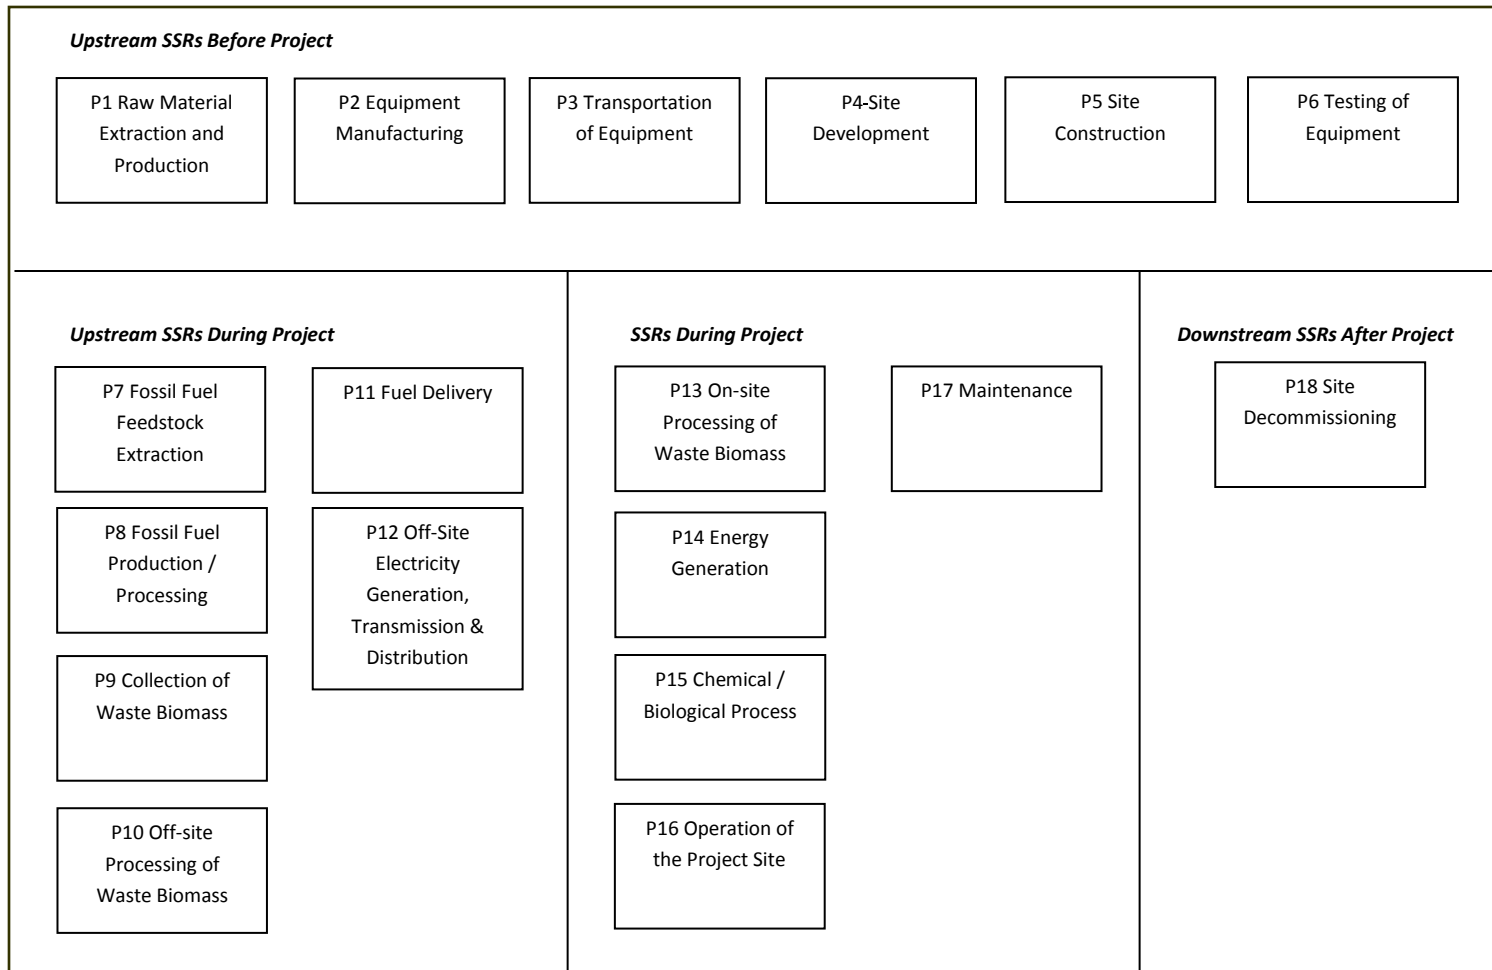 Upstream SSRs Before Project
P1 Raw Material
Extraction and
Production
P2 Equipment
Manufacturing
P3 Transportation
of Equipment
P4-Site
Development
P5 Site
Construction
P6 Testing of
Equipment
Upstream SSRs During Project
P7 Fossil Fuel
Feedstock
Extraction
P8 Fossil Fuel
Production /
Processing
P9 Collection of
Waste Biomass
P10 Off-site
Processing of
Waste Biomass
P11 Fuel Delivery
P12 Off-Site
Electricity
Generation,
Transmission &
Distribution
SSRs During Project
P13 On-site
Processing of
Waste Biomass
P14 Energy
Generation
P15 Chemical /
Biological Process
P16 Operation of
the Project Site
P17 Maintenance
Downstream SSRs After Project
P18 Site
Decommissioning